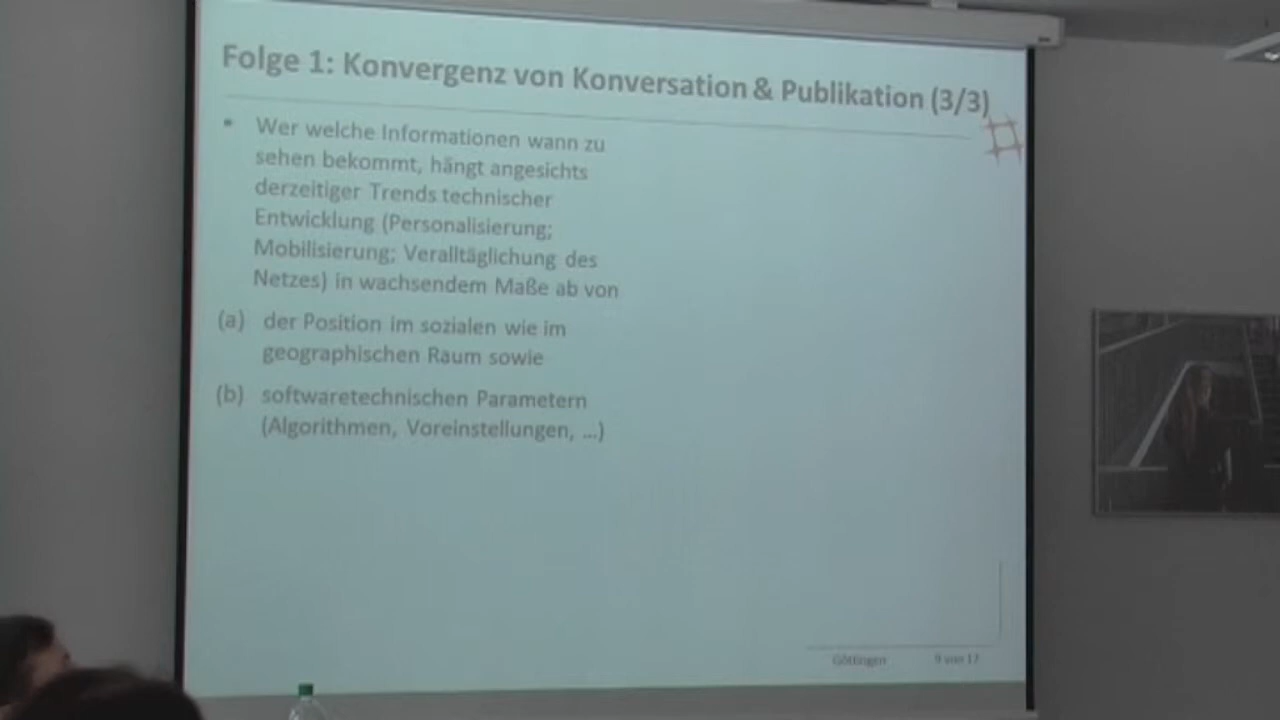 Folge 1: Konvergenz von Konversation & Publikation (3/3)
• Wer welche Informationen wann zu
sehen bekommt, hängt angesichts
derzeitiger Trends technischer
Entwicklung (Personalisierung;
Mobilisierung; Veralltäglichung des
Netzes) in wachsendem Maße ab von
(a) der Position im sozialen wie im
geographischen Raum sowie
(b) softwaretechnischen Parametern
(Algorithmen, Voreinstellungen, ...)
Göttingen 9 von 17